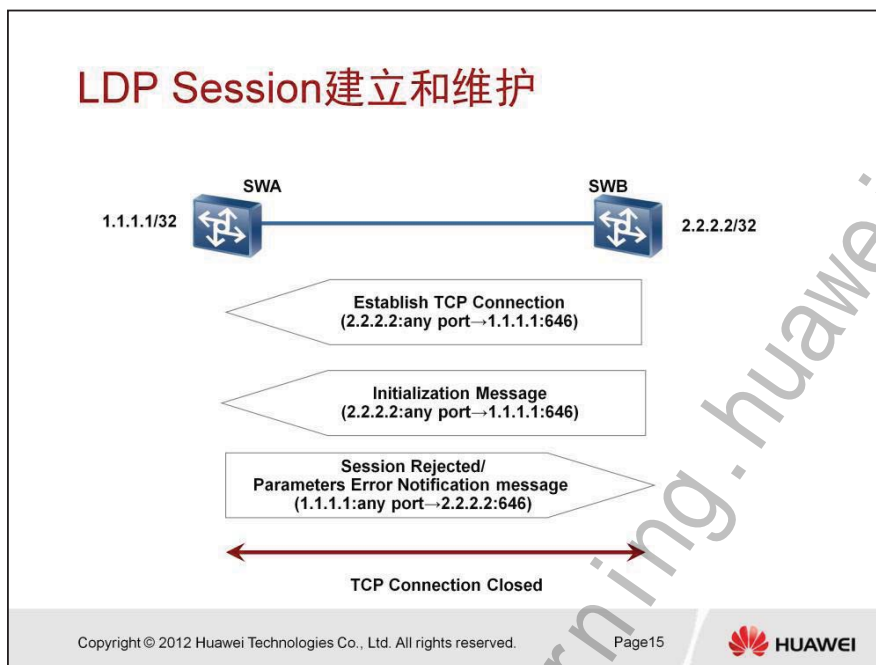 LDP Session建立和维护
SWA
SWB
1.1.1.1/32
2.2.2.2/32
Establish TCP Connection
(2.2.2.2:any port→1.1.1.1:646)
Initialization Message
(2.2.2.2:any port→1.1.1.1:646)
Session Rejected/
Parameters Error Notification message
(1.1.1.1:any port→2.2.2.2:646)
TCP Connection Closed
Copyright © 2012 Huawei Technologies Co., Ltd. All rights reserved.
Page15
HUAWEI
rning.huawei.